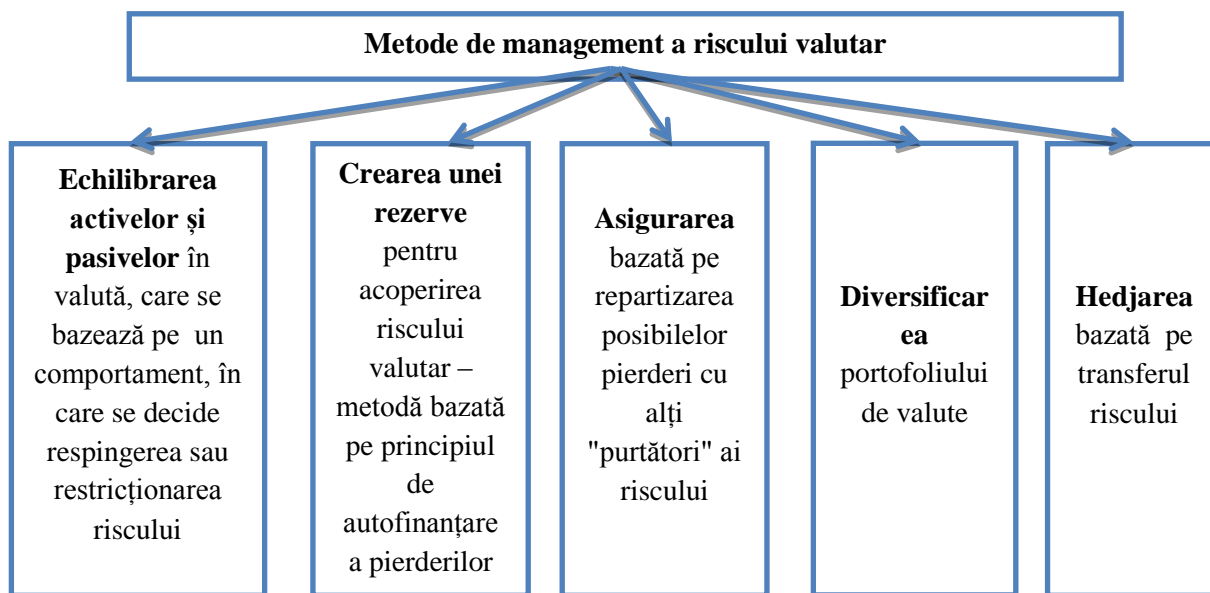 Metode de management a riscului valutar
Echilibrarea
activelor și
pasivelor în
valută, care se
bazează pe un
comportament, în
care se decide
respingerea sau
restricționarea
riscului
Crearea unei
rezerve
pentru
acoperirea
riscului
valutar –
metodă bazată
pe principiul
de
autofinanțare
a pierderilor
Asigurarea
bazată pe
repartizarea
posibilelor
pierderi cu
alți
"purtători" ai
riscului
Diversificar
ea
portofoliului
de valute
Hedjarea
bazată pe
transferul
riscului